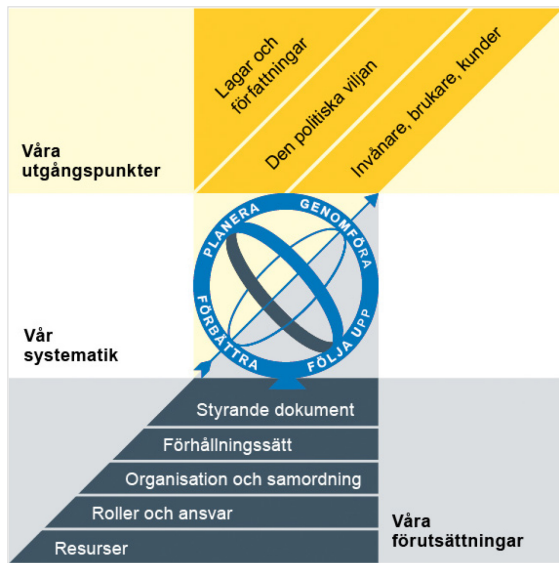 Lagar och
författningar
Den politiska viljan
Invånare, brukare, kunder
Våra
utgångspunkter
PLANERA
GENOMFÖRA
FÖRBÄTTRA
FÖLJA UPP
Vår
systematik
Styrande dokument
Förhållningssätt
Organisation och samordning
Roller och ansvar
Resurser
Våra
förutsättningar